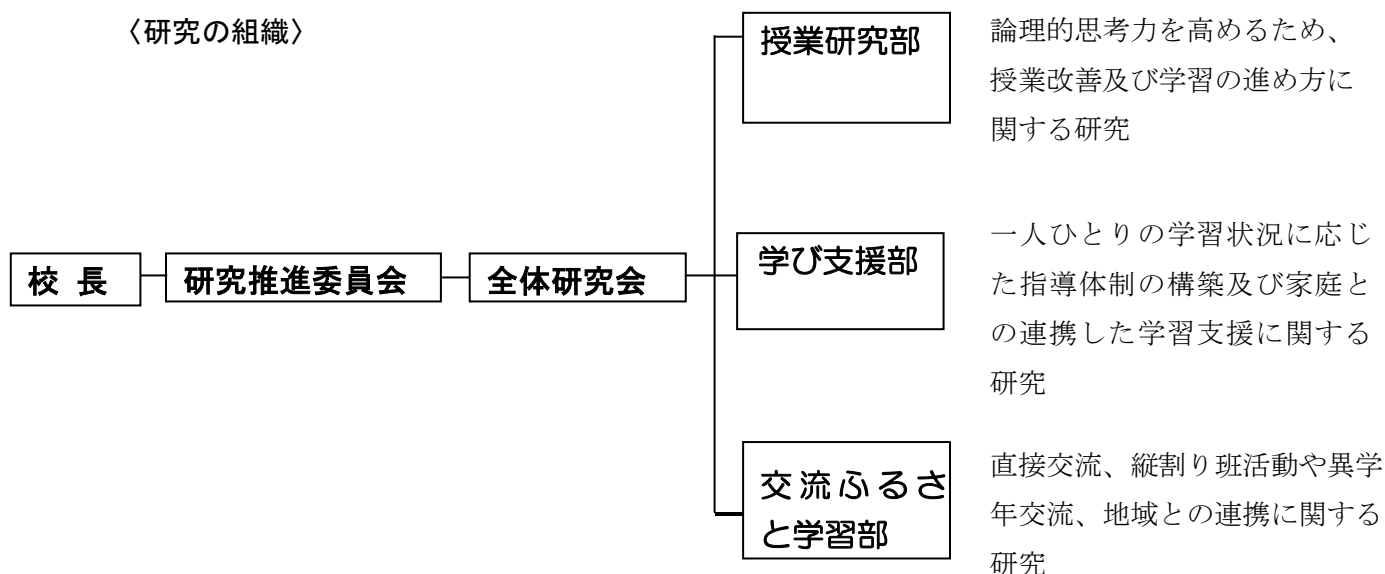 〈研究の組織〉
授業研究部
論理的思考力を高めるため、
授業改善及び学習の進め方に
関する研究
校 長
研究推進委員会
全体研究会
学び支援部
一人ひとりの学習状況に応じ
た指導体制の構築及び家庭と
の連携した学習支援に関する
研究
交流ふるさ
と学習部
直接交流、縦割り班活動や異学
年交流、地域との連携に関する
研究